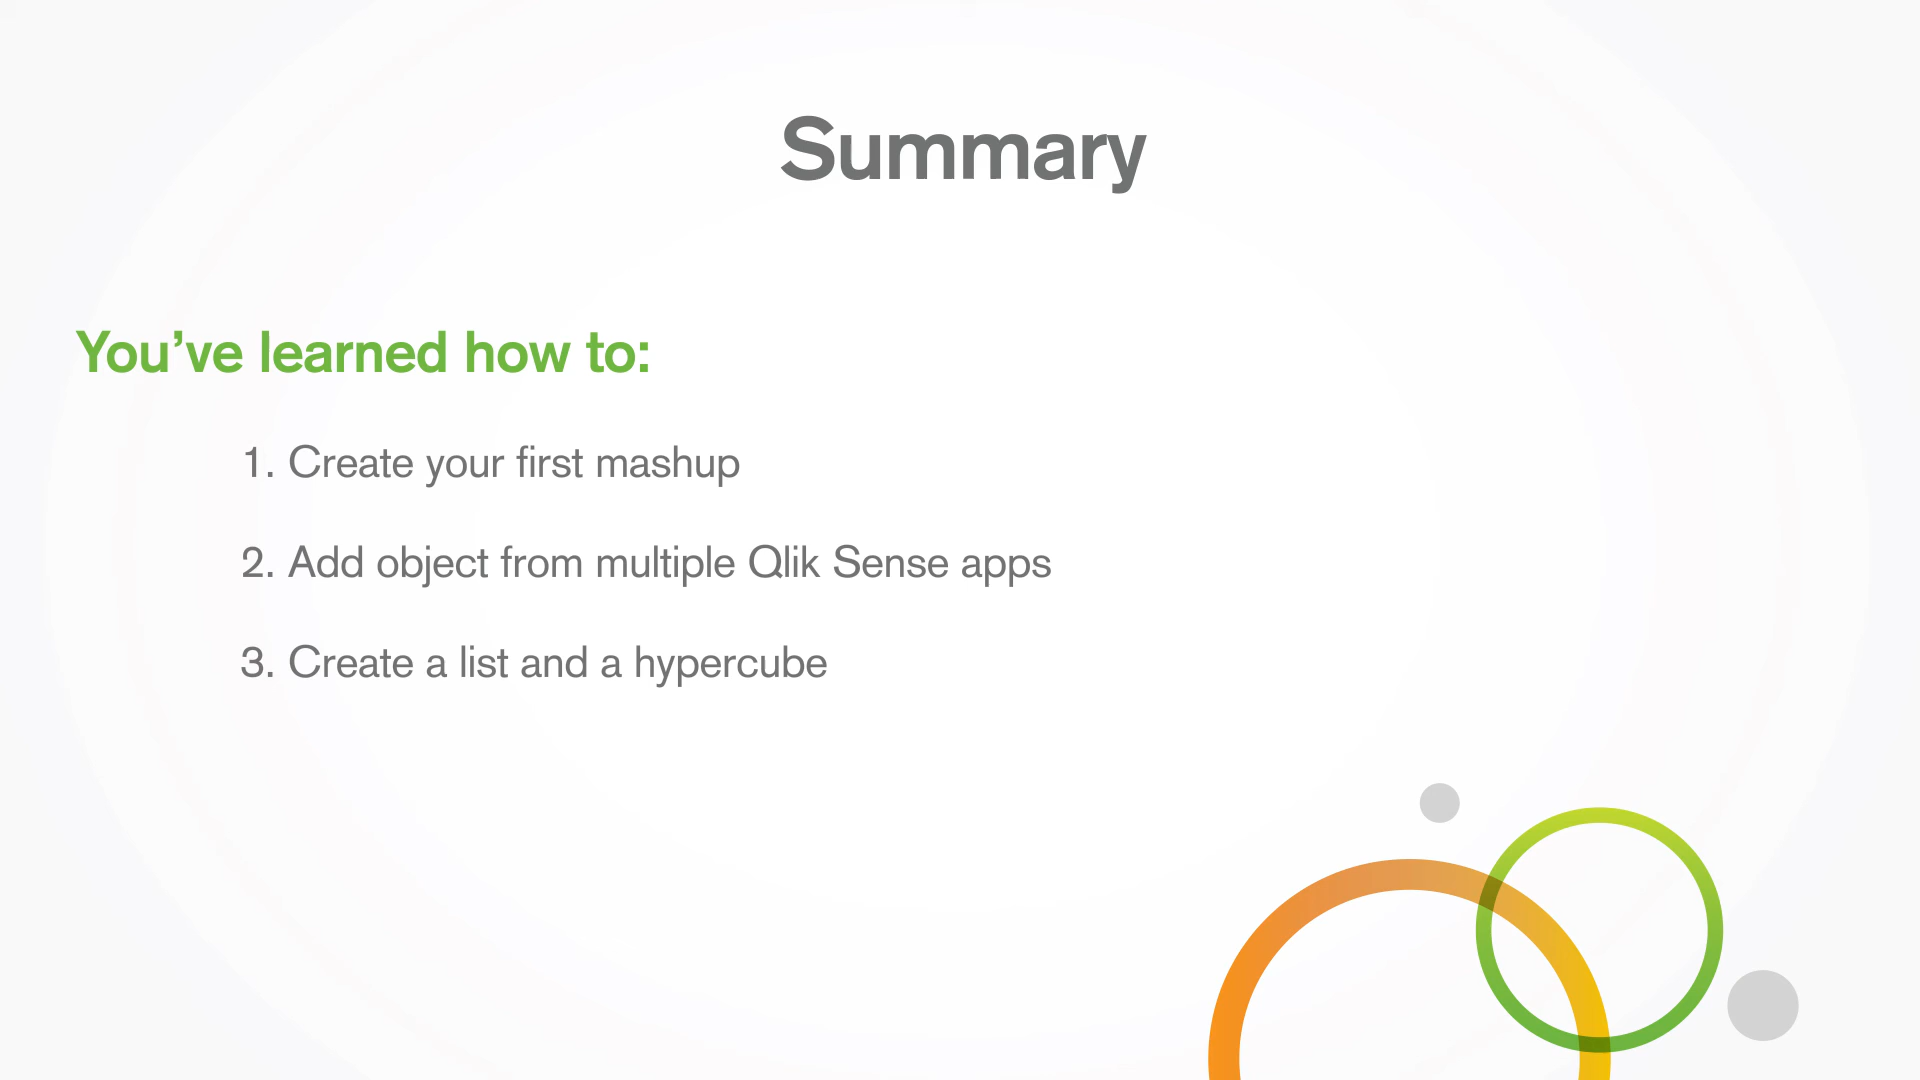 Summary
You’ve learned how to:
1. Create your first mashup
2. Add object from multiple Qlik Sense apps
3. Create a list and a hypercube